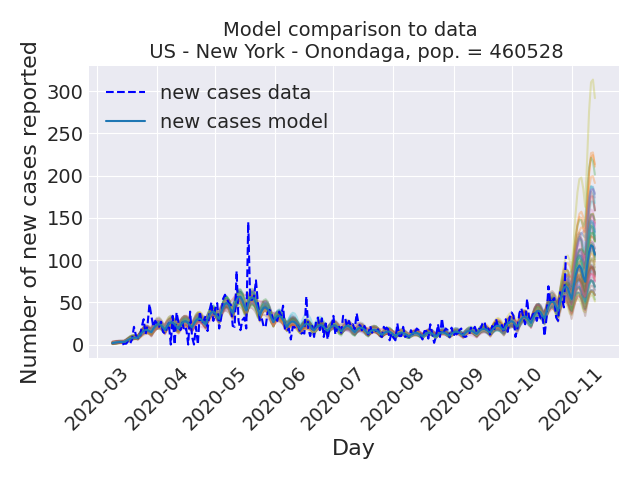 Model comparison to data
US - New York - Onondaga, pop. = 460528
Number of new cases reported
300
250
200
150
100
50
0
new cases data
new cases model
2020-03
2020-04
2020-05
2020-06
2020-07
2020-08
2020-09
2020-10
2020-11
Day